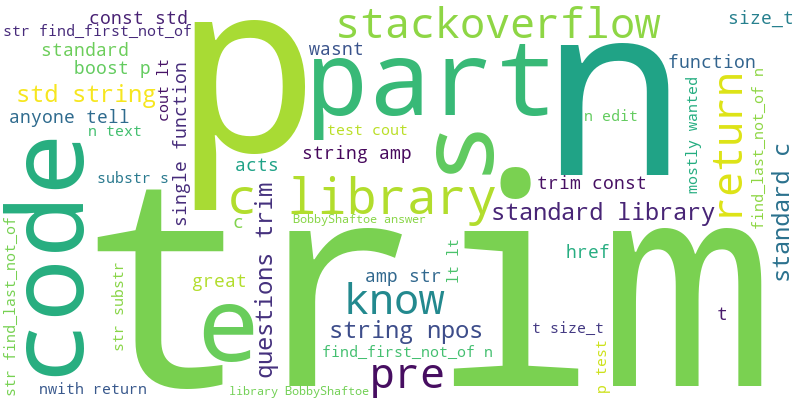 const std
str find_first_not_of
standard
boost p
std string
anyone tell
n text
substr s
cout lt
single function
p
part
n
stackoverflow
wasnt
size_t
function
n edit
test cout
string amp
s
acts
mostly wanted
return
find_last_not_of n
standard c
code
c library
trim const
standard library
BobbyShaftoe answer
c
trim
questions trim
href
great
amp str
lt lt
know
e
string npos
t size_t
t
find_first_not_of n
pre
p test
str find_last_not_of
str substr
nwith return
library BobbyShaftoe